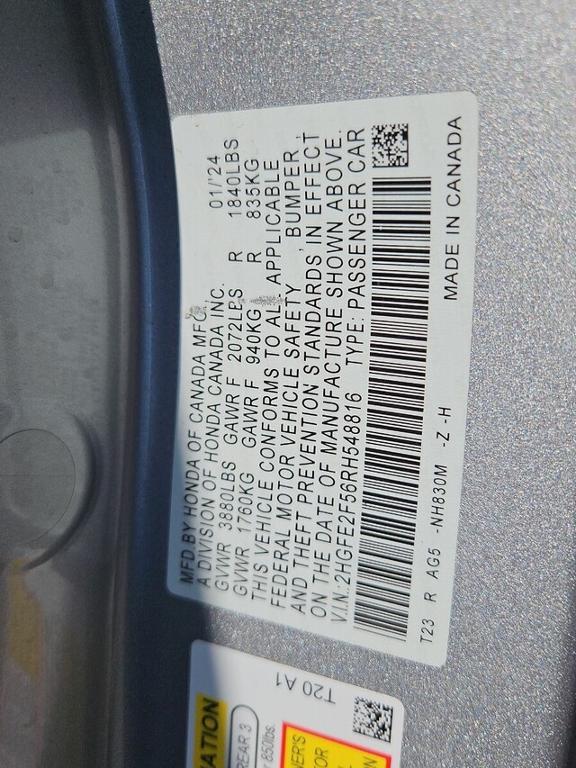 MFD BY HONDA OF CANADA MFG., 01/'24
A DIVISION OF HONDA CANADA INC.
GVWR 3880LBS GAWR F 2072LBS R 1840LBS
GVWR 1760KG GAWR F 940KG R 835KG
THIS VEHICLE CONFORMS TO ALL APPLICABLE
FEDERAL MOTOR VEHICLE SAFETY, BUMPER,
AND THEFT PREVENTION STANDARDS IN EFFECT
ON THE DATE OF MANUFACTURE SHOWN ABOVE.
V.I.N.:2HGFE2F56RH548816 TYPE: PASSENGER CAR
T23 R AG5 -NH830M -Z -H MADE IN CANADA
T20 A1
REAR 3
850lbs.